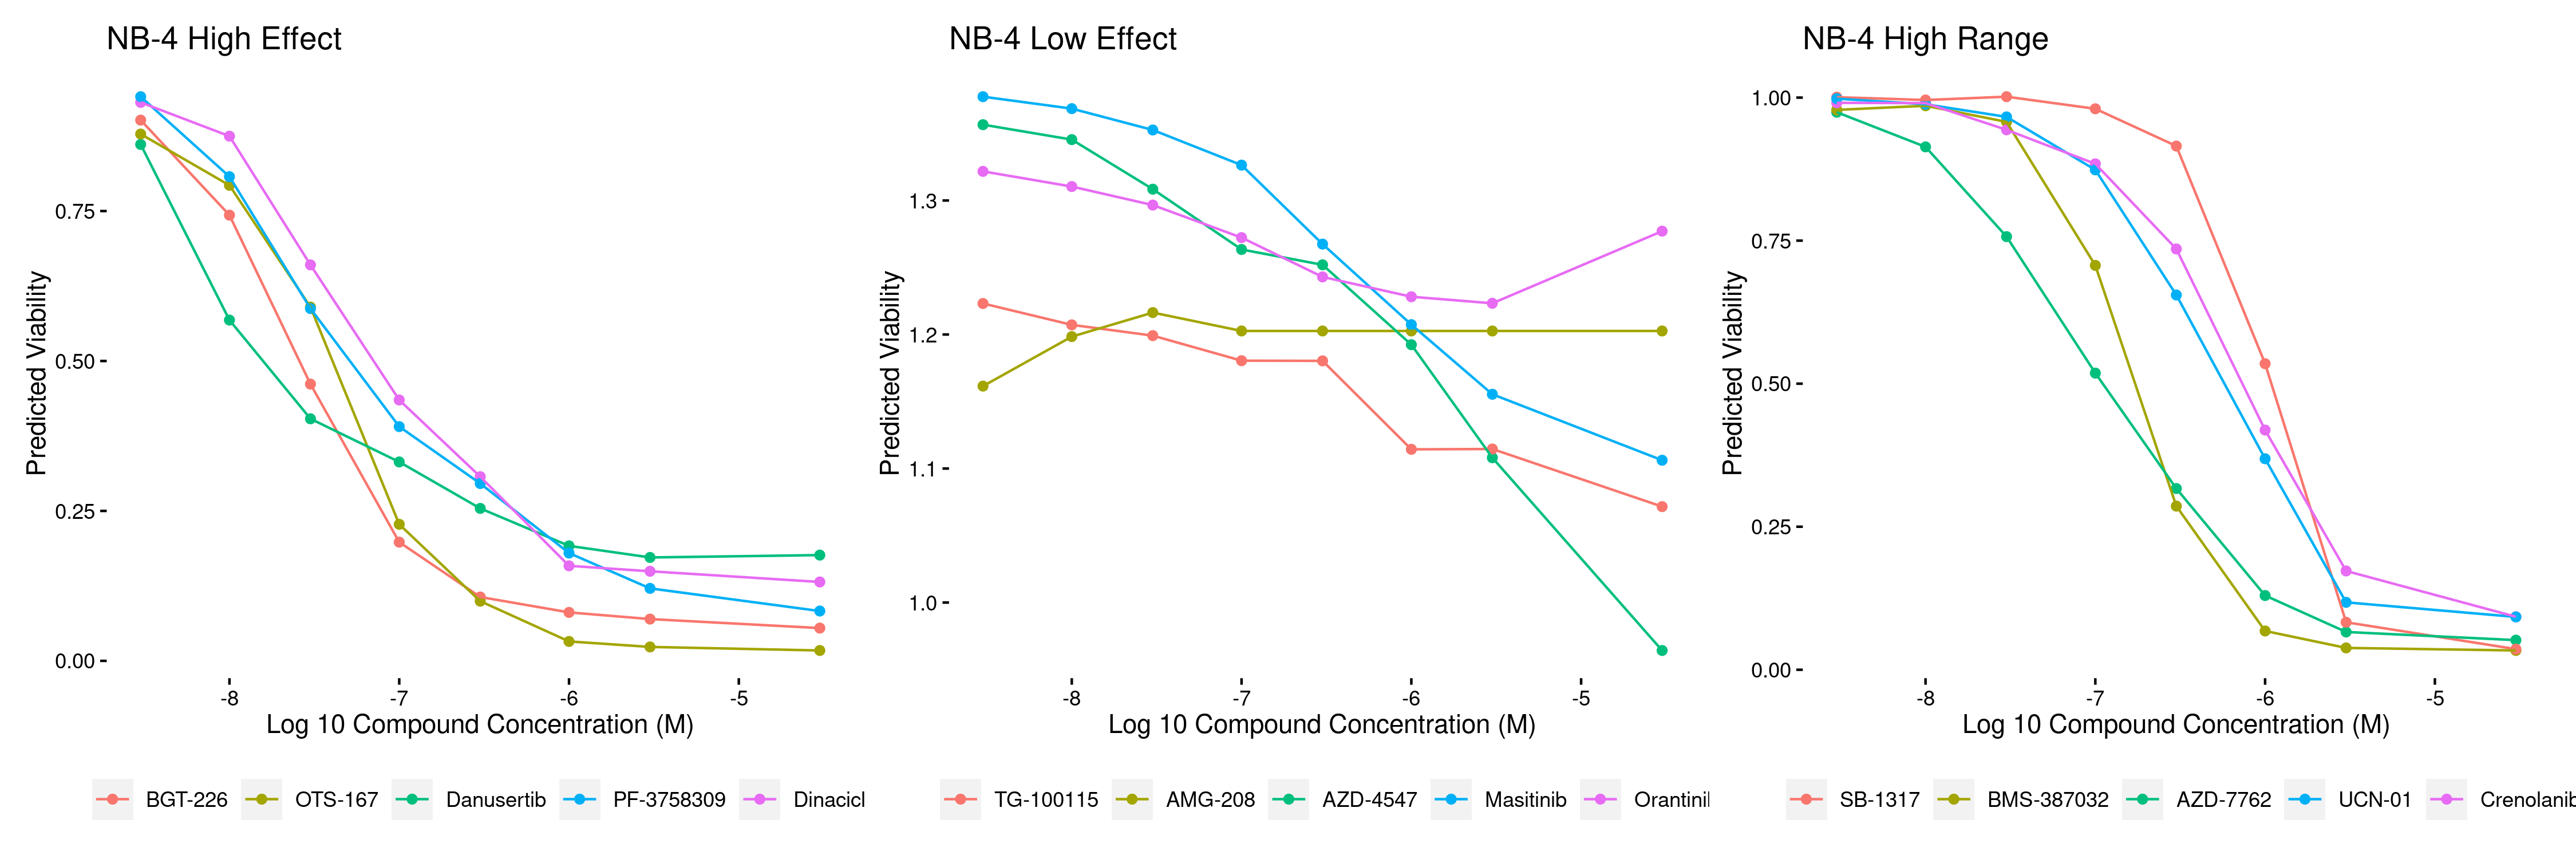 NB-4 High Effect
Predicted Viability
0.75
0.50
0.25
0.00
-8 -7 -6 -5
Log 10 Compound Concentration (M)
BGT-226 OTS-167 Danusertib PF-3758309 Dinacicl
NB-4 Low Effect
Predicted Viability
1.3
1.2
1.1
1.0
-8 -7 -6 -5
Log 10 Compound Concentration (M)
TG-100115 AMG-208 AZD-4547 Masitinib Orantinil
NB-4 High Range
Predicted Viability
1.00
0.75
0.50
0.25
0.00
-8 -7 -6 -5
Log 10 Compound Concentration (M)
SB-1317 BMS-387032 AZD-7762 UCN-01 Crenolanib